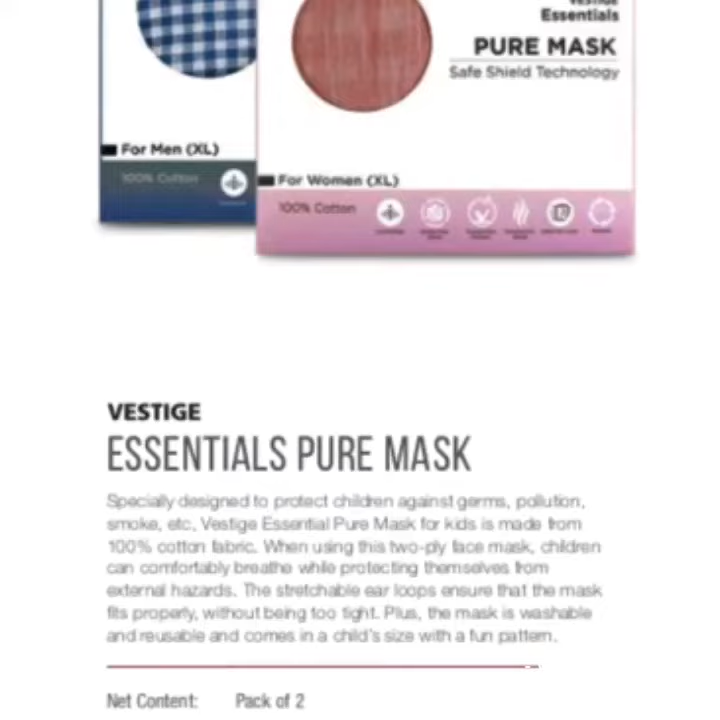 Essentials
PURE MASK
Safe Shield Technology
For Men (XL)
100% Cotton
For Women (XL)
100% Cotton
VESTIGE
ESSENTIALS PURE MASK
Specially designed to protect children against germs, pollution,
smoke, etc, Vestige Essential Pure Mask for kids is made from
100% cotton fabric. When using this two-ply face mask, children
can comfortably breathe while protecting themselves from
external hazards. The stretchable ear loops ensure that the mask
fits properly, without being too tight. Plus, the mask is washable
and reusable and comes in a child's size with a fun pattern.
Net Content: Pack of 2